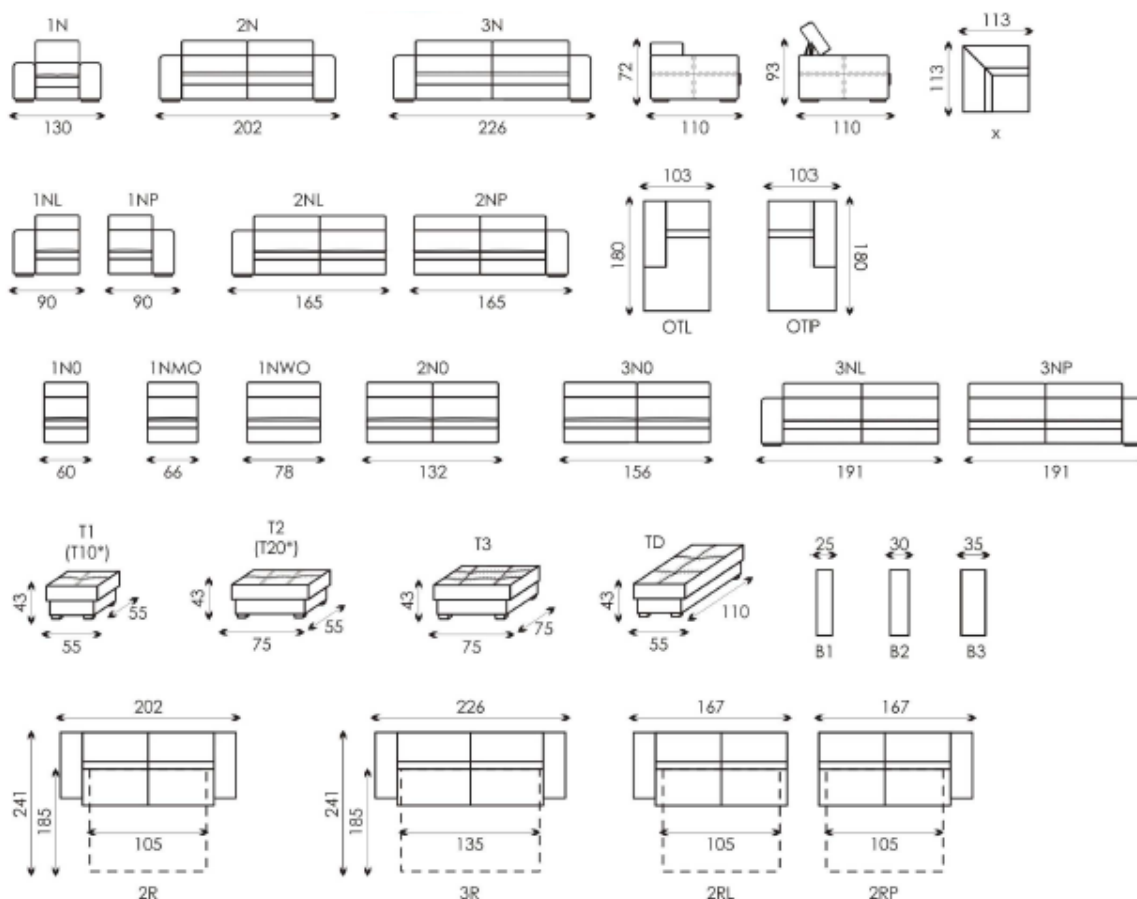 1N 2N 3N 113
72 93 113
130 202 226 110 110 x
1NL 1NP 2NL 2NP 103 103
180 180
90 90 165 165
OTL OTP
1N0 1NMO 1NWO 2N0 3N0 3NL 3NP
60 66 78 132 156 191 191
T1 T2 T3 TD 25 30 35
(T10*) (T20*)
43 43 43 43
55 55 75 55 75 75 55 110
B1 B2 B3
202 226 167 167
241 185 241 185
105 135 105 105
2R 3R 2RL 2RP